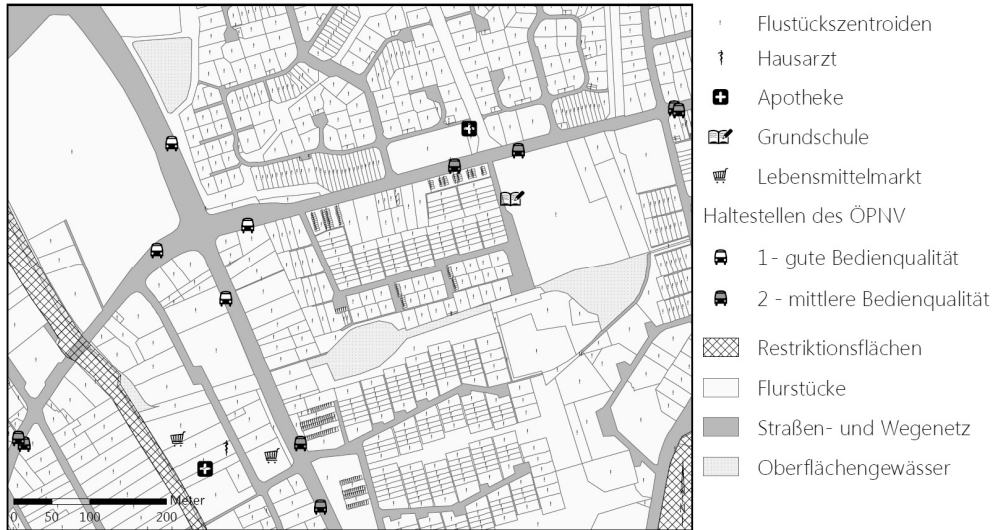 Flustückszentroiden
Hausarzt
Apotheke
Grundschule
Lebensmittelmarkt
Haltestellen des ÖPNV
1 - gute Bedienqualität
2 - mittlere Bedienqualität
Restriktionsflächen
Flurstücke
Straßen- und Wegenetz
Oberflächengewässer
Meter
0 50 100 200